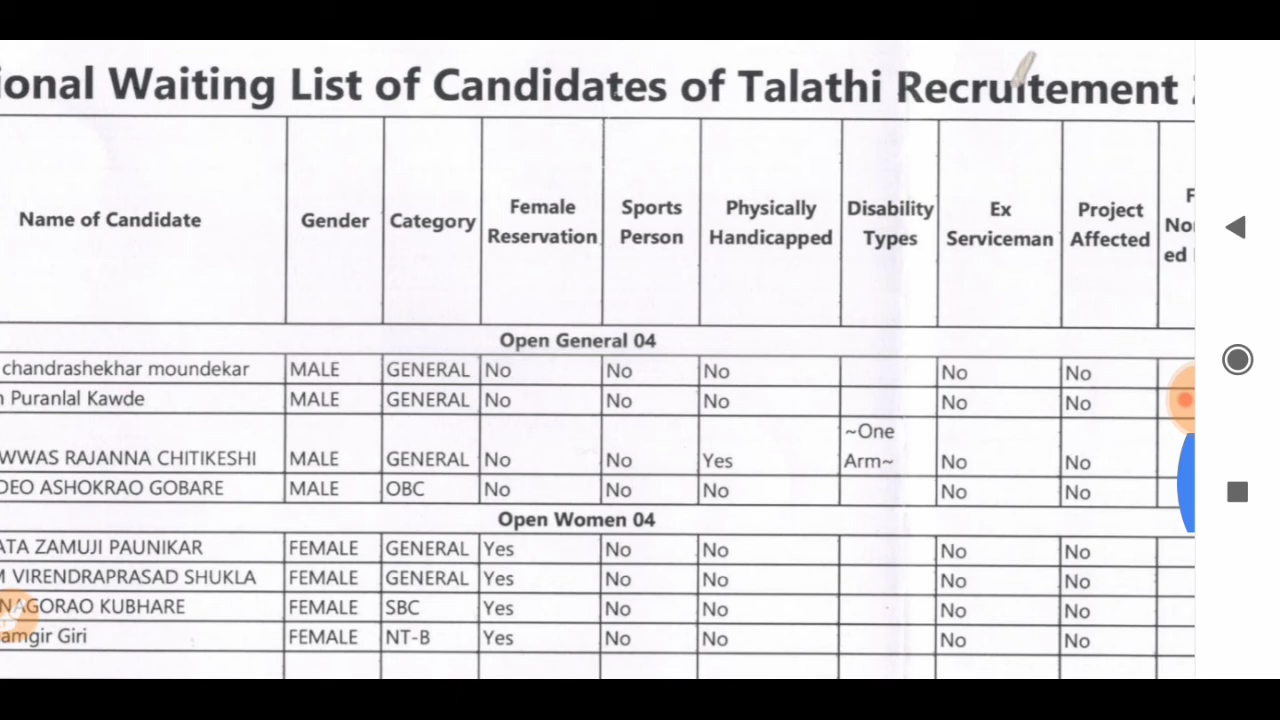 ional Waiting List of Candidates of Talathi Recruitement
Name of Candidate Gender Category Female Reservation Sports Person Physically Handicapped Disability Types Ex Serviceman Project Affected
Open General 04
chandrashekhar moundekar MALE GENERAL No No No No No
Puranlal Kawde MALE GENERAL No No No No No
WWAS RAJANNA CHITIKESHI MALE GENERAL No No Yes ~One Arm~ No No
DEO ASHOKRAO GOBARE MALE OBC No No No No No
Open Women 04
ATA ZAMUJI PAUNIKAR FEMALE GENERAL Yes No No No No
M VIRENDRAPRASAD SHUKLA FEMALE GENERAL Yes No No No No
NAGORAO KUBHARE FEMALE SBC Yes No No No No
amgir Giri FEMALE NT-B Yes No No No No